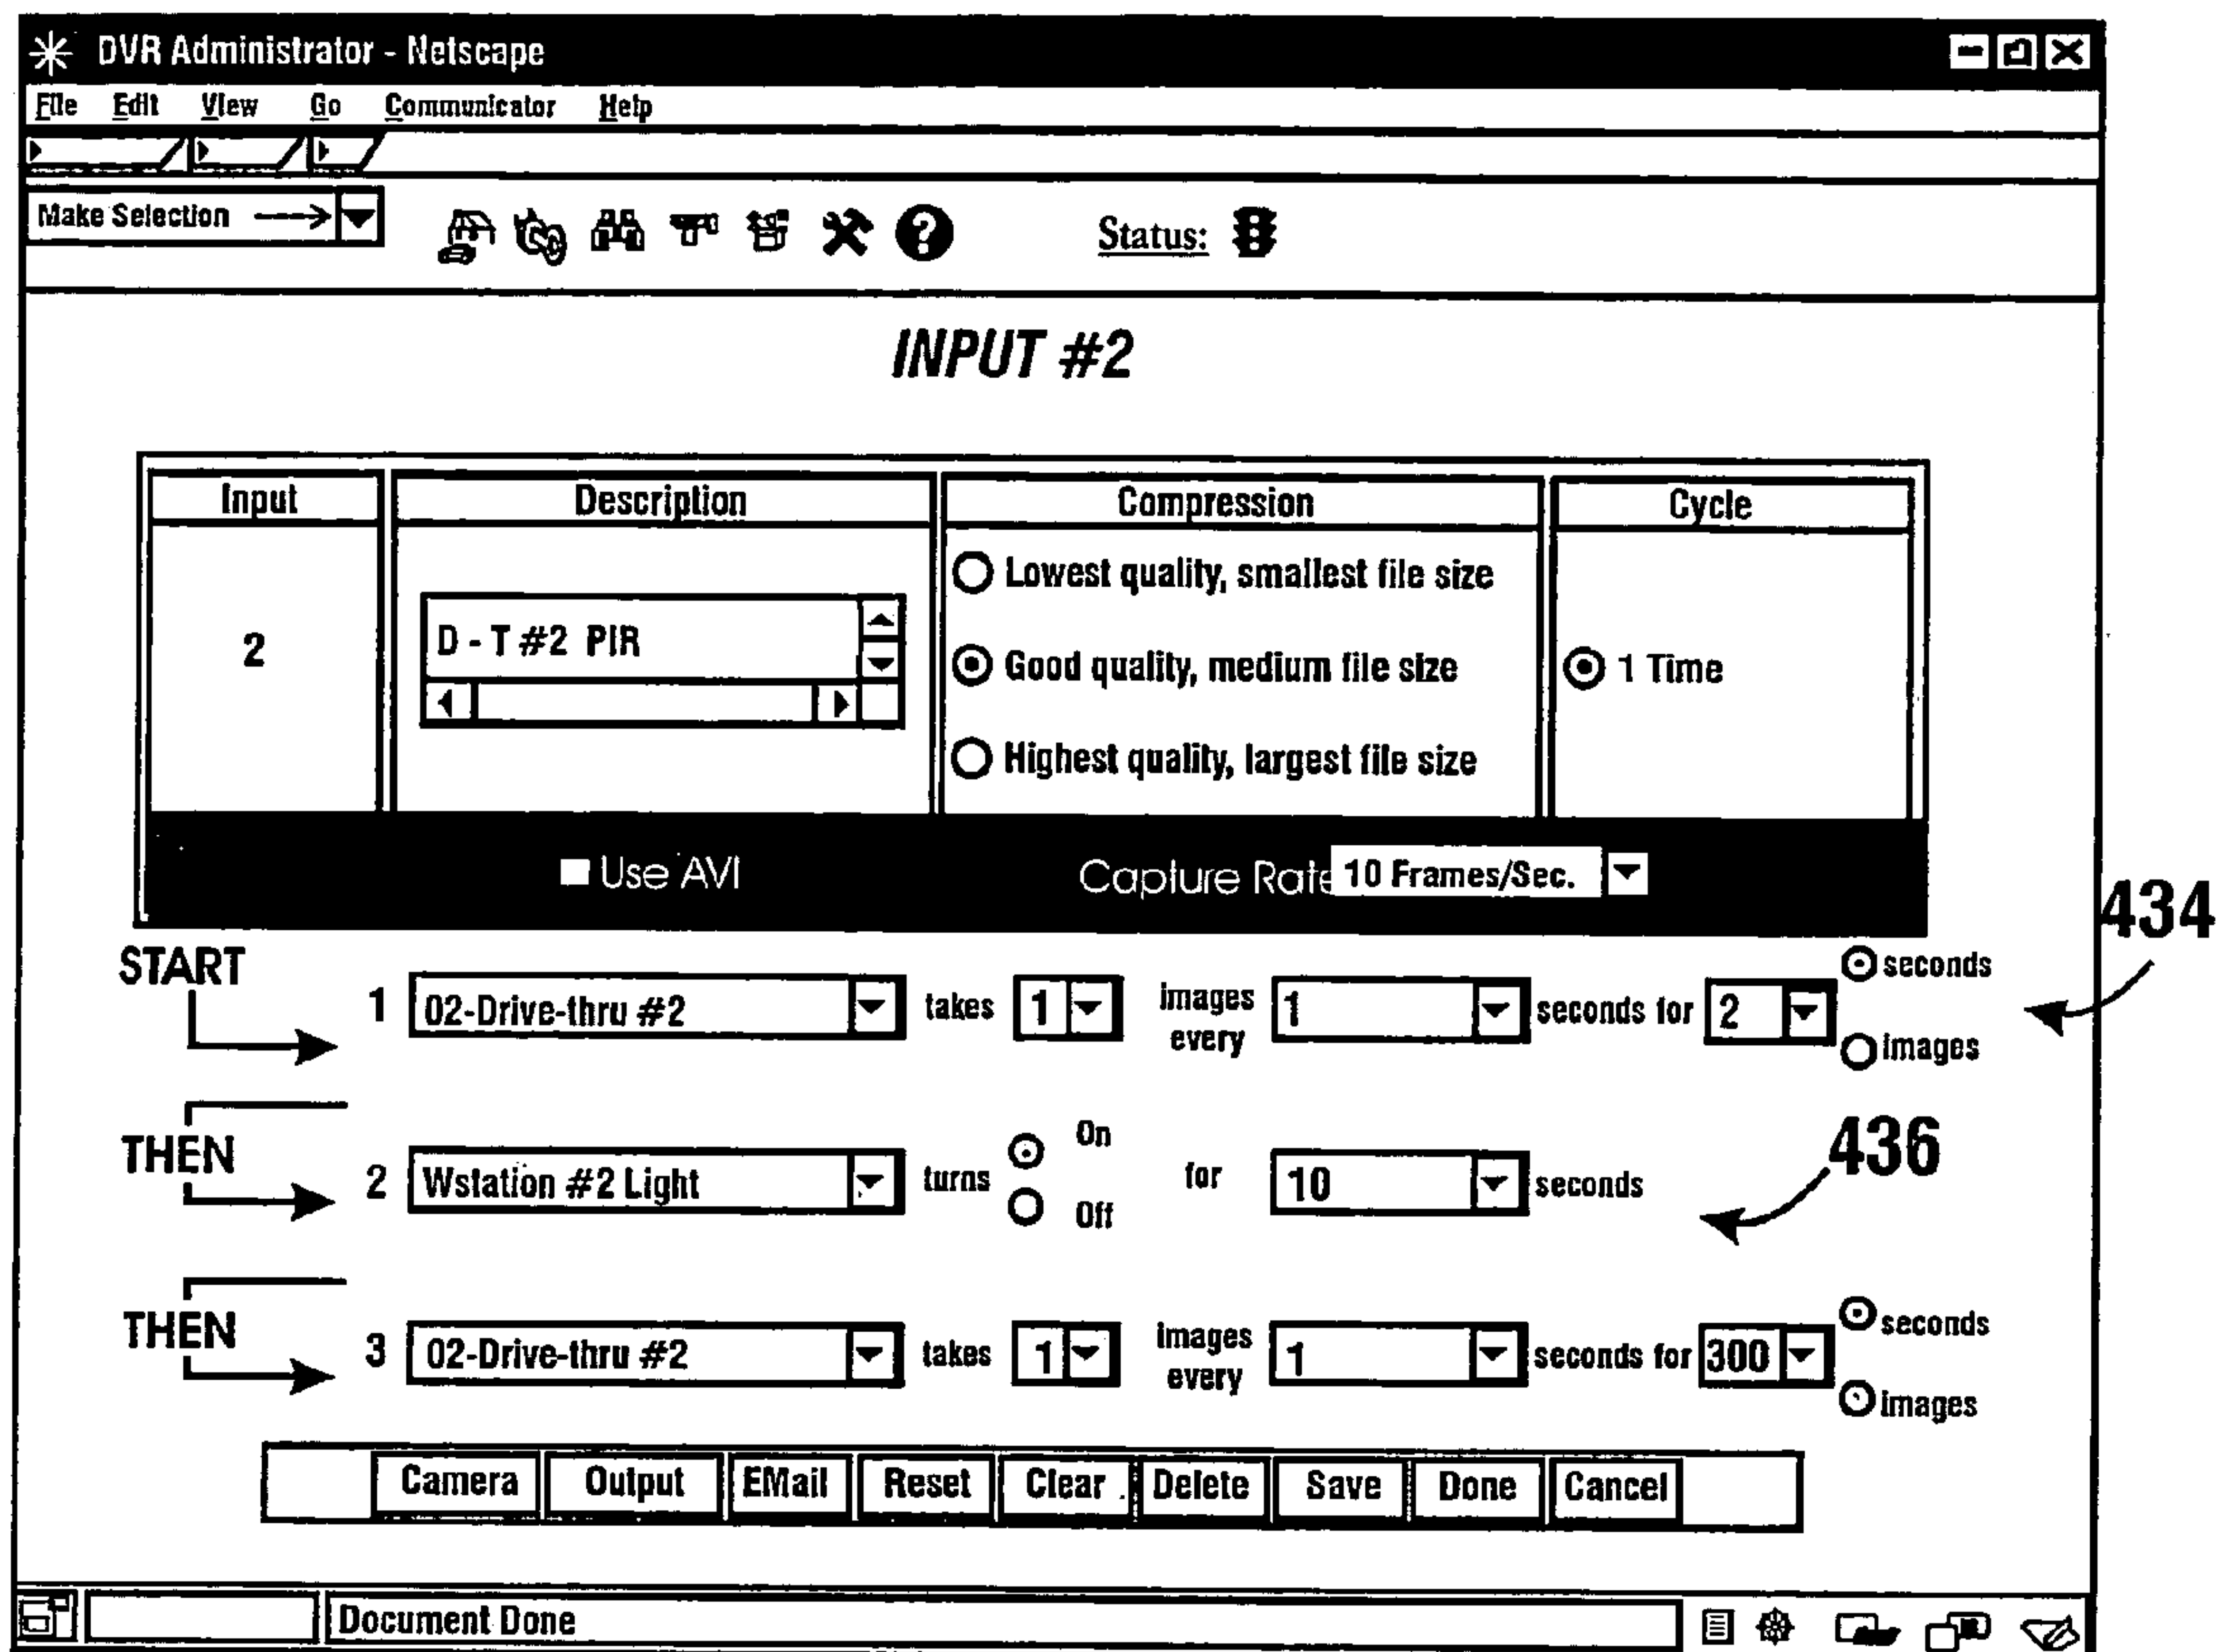 DVR Administrator - Netscape
File Edit View Go Communicator Help
Make Selection
Status:
INPUT #2
Input Description Compression Cycle
2
D - T #2 PIR
Lowest quality, smallest file size
Good quality, medium file size
Highest quality, largest file size
1 Time
Use AVI Capture Rate 10 Frames/Sec.
434
START
1 02-Drive-thru #2 takes 1 images every 1 seconds for 2 seconds
images
436
THEN
2 Wstation #2 Light turns On for 10 seconds
Off
THEN
3 02-Drive-thru #2 takes 1 images every 1 seconds for 300 seconds
images
Camera Output EMail Reset Clear Delete Save Done Cancel
Document Done